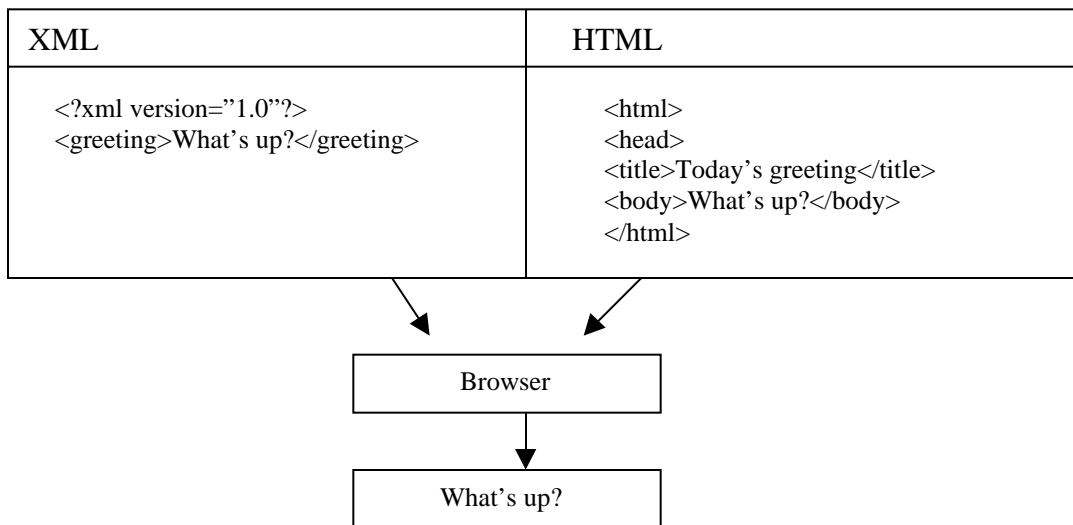 XML
HTML
<?xml version=”1.0”?>
<greeting>What’s up?</greeting>
<html>
<head>
<title>Today’s greeting</title>
<body>What’s up?</body>
</html>
Browser
What’s up?